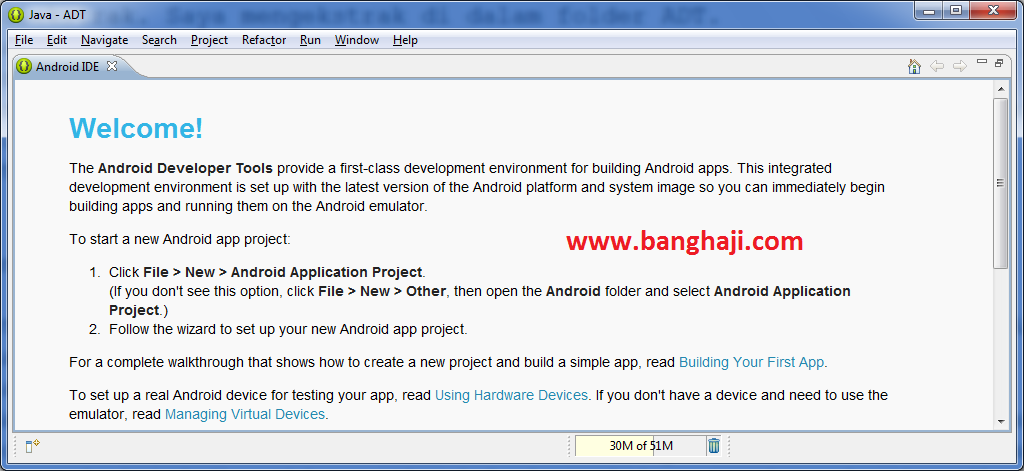 Java - ADT
rak. Saya mengekstrak di dalam folder ADT.
File Edit Navigate Search Project Refactor Run Window Help
Android IDE
Welcome!
The Android Developer Tools provide a first-class development environment for building Android apps. This integrated
development environment is set up with the latest version of the Android platform and system image so you can immediately begin
building apps and running them on the Android emulator.
To start a new Android app project:
www.banghaji.com
1. Click File > New > Android Application Project.
(If you don't see this option, click File > New > Other, then open the Android folder and select Android Application
Project.)
2. Follow the wizard to set up your new Android app project.
For a complete walkthrough that shows how to create a new project and build a simple app, read Building Your First App.
To set up a real Android device for testing your app, read Using Hardware Devices. If you don't have a device and need to use the
emulator, read Managing Virtual Devices.
30M of 51M